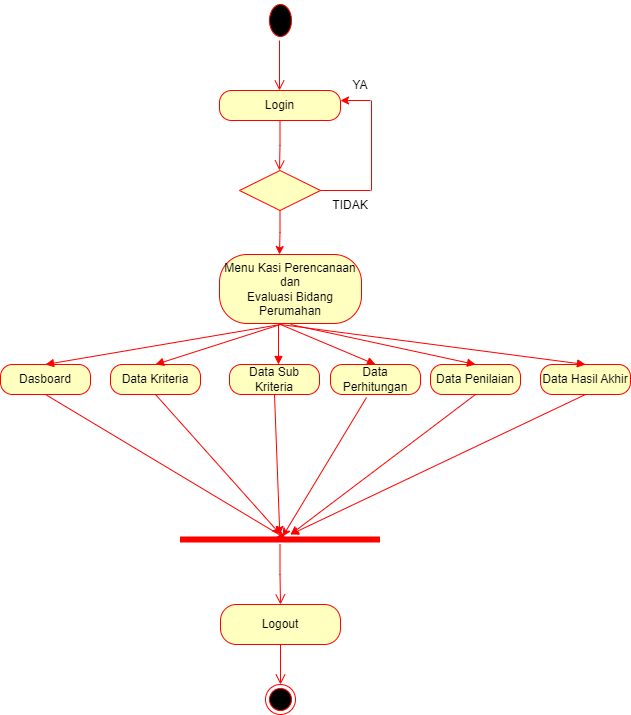 YA
Login
TIDAK
Menu Kasi Perencanaan
dan
Evaluasi Bidang
Perumahan
Dasboard
Data Kriteria
Data Sub
Kriteria
Data
Perhitungan
Data Penilaian
Data Hasil Akhir
Logout